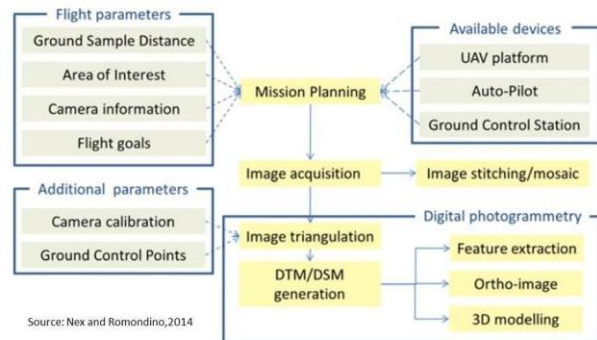 Flight parameters
Ground Sample Distance
Area of Interest
Camera information
Flight goals
Available devices
UAV platform
Auto-Pilot
Ground Control Station
Mission Planning
Image acquisition
Image stitching/mosaic
Additional parameters
Camera calibration
Ground Control Points
Digital photogrammetry
Image triangulation
DTM/DSM
generation
Feature extraction
Ortho-image
3D modelling
Source: Nex and Romondino,2014